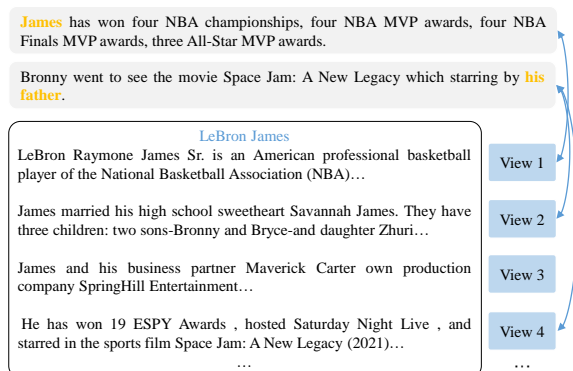 James has won four NBA championships, four NBA MVP awards, four NBA
Finals MVP awards, three All-Star MVP awards.
Bronny went to see the movie Space Jam: A New Legacy which starring by his
father.
LeBron James
LeBron Raymone James Sr. is an American professional basketball
player of the National Basketball Association (NBA)…
View 1
James married his high school sweetheart Savannah James. They have
three children: two sons-Bronny and Bryce-and daughter Zhuri…
View 2
James and his business partner Maverick Carter own production
company SpringHill Entertainment…
View 3
He has won 19 ESPY Awards , hosted Saturday Night Live , and
starred in the sports film Space Jam: A New Legacy (2021)…
View 4
…
…